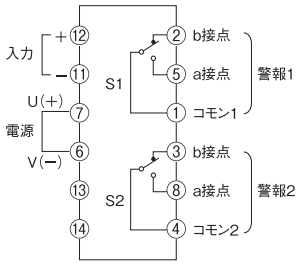 入力
+ ⑫
− ⑪
電源
U(+) ⑦
V(−) ⑥
⑬
⑭
S1
② b接点
⑤ a接点
① コモン1
警報1
S2
③ b接点
⑧ a接点
④ コモン2
警報2